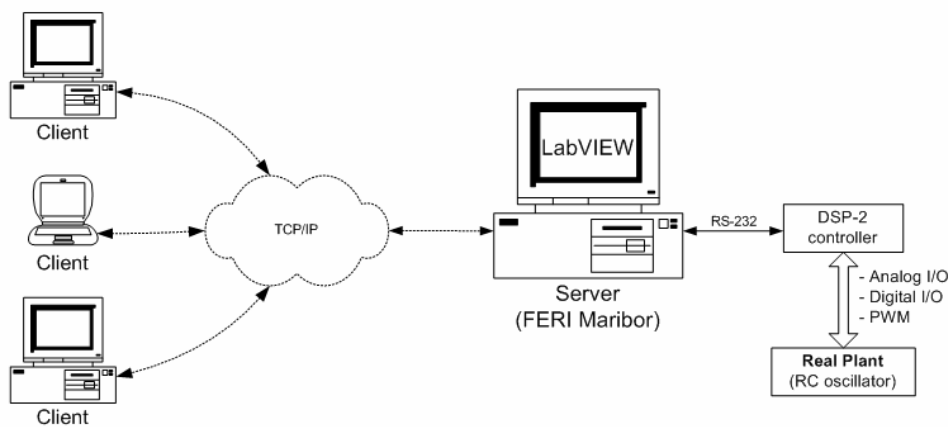 Client
Client
Client
TCP/IP
LabVIEW
Server
(FERI Maribor)
RS-232
DSP-2
controller
- Analog I/O
- Digital I/O
- PWM
Real Plant
(RC oscillator)